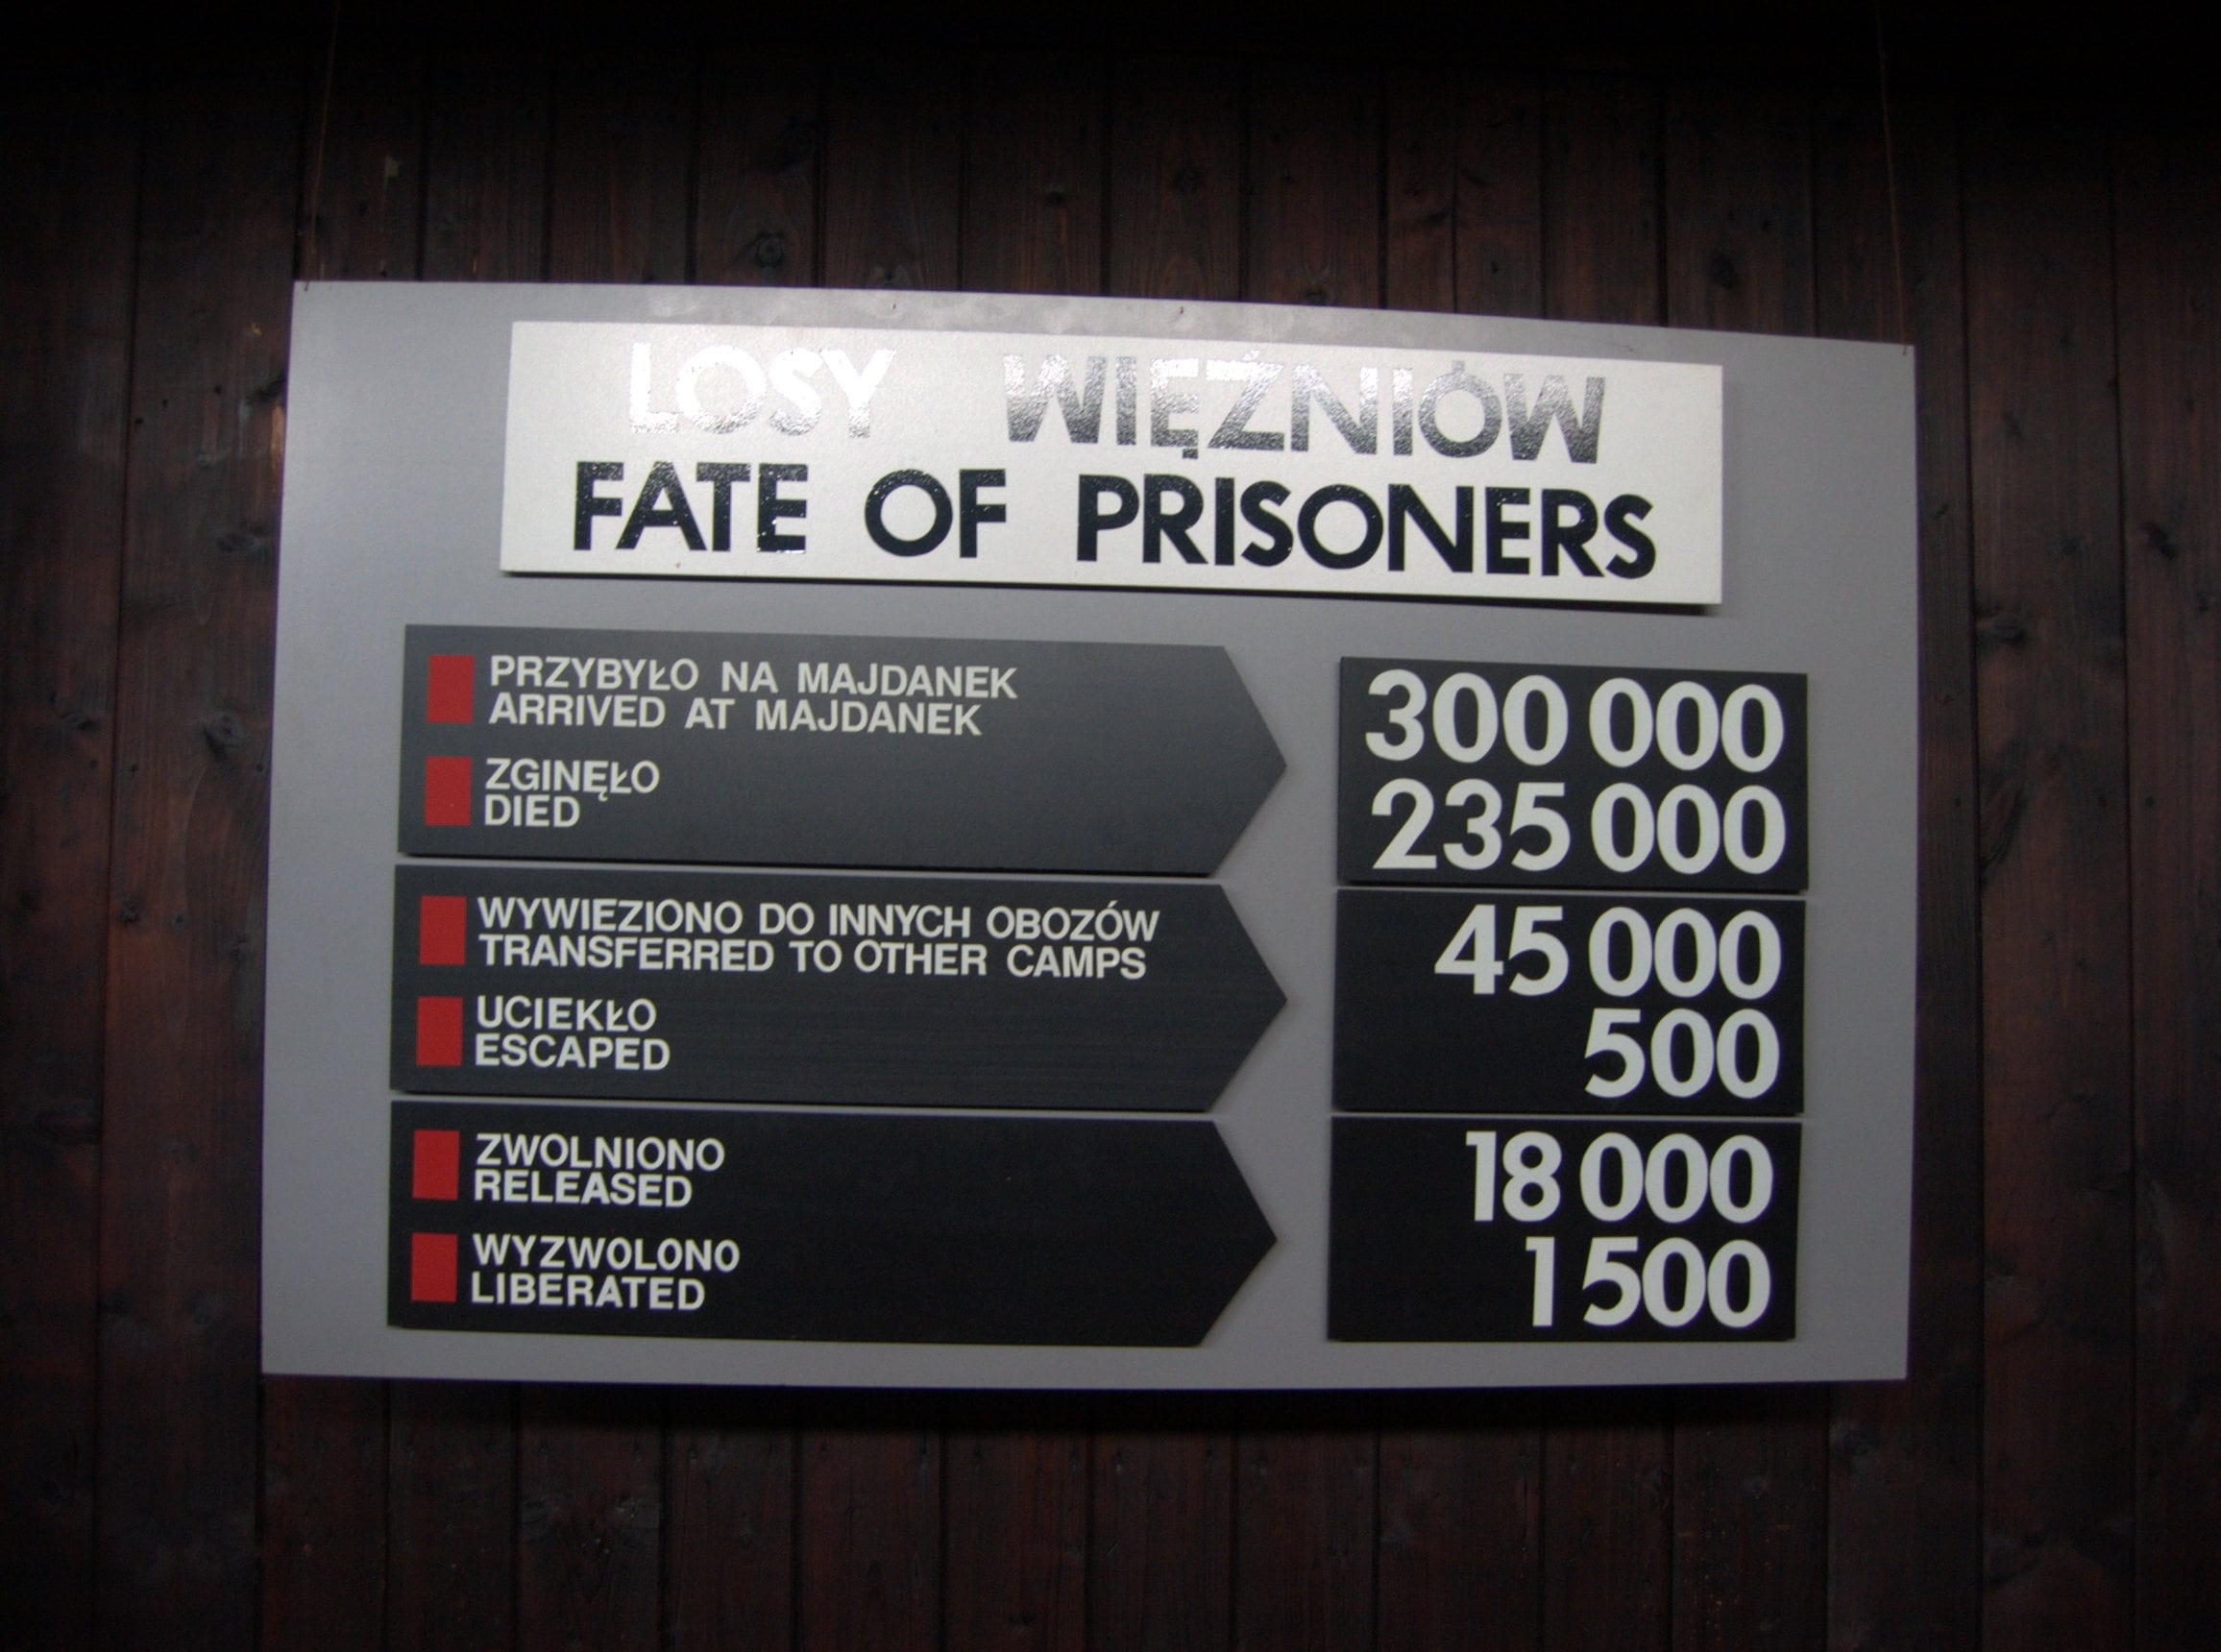 LOSY WIĘŹNIÓW
FATE OF PRISONERS
PRZYBYŁO NA MAJDANEK
ARRIVED AT MAJDANEK
300 000
ZGINĘŁO
DIED
235 000
WYWIEZIONO DO INNYCH OBOZÓW
TRANSFERRED TO OTHER CAMPS
45 000
UCIEKŁO
ESCAPED
500
ZWOLNIONO
RELEASED
18 000
WYZWOLONO
LIBERATED
1 500